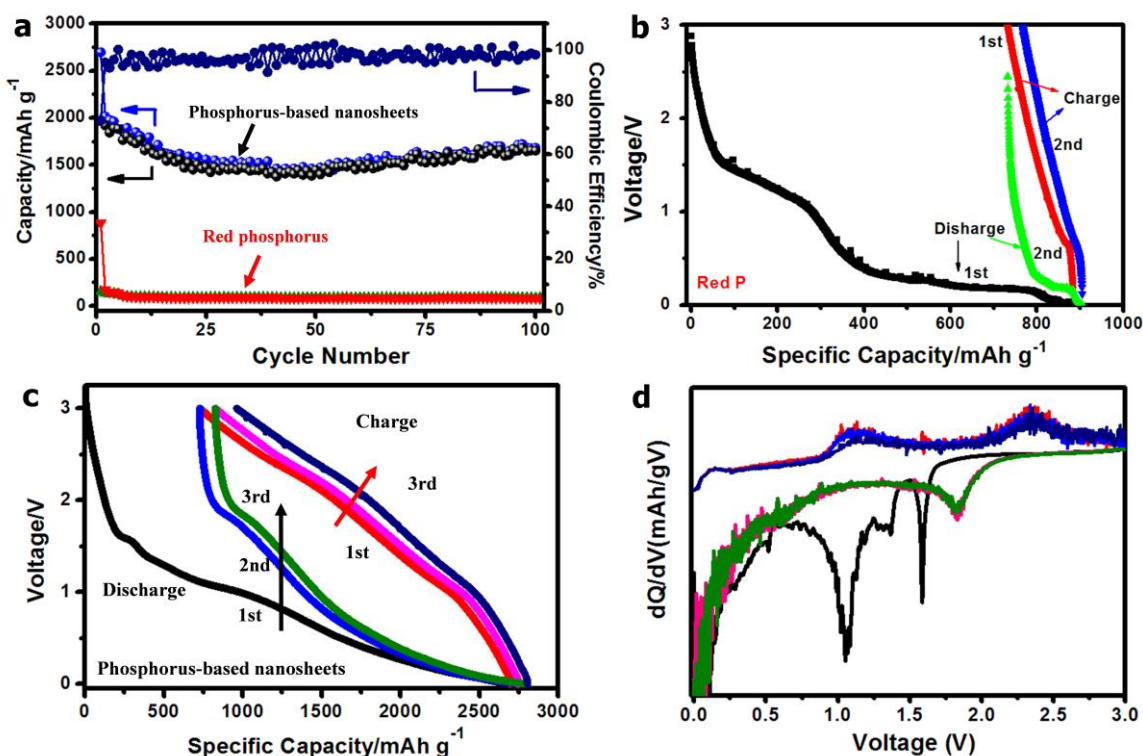 a
3000
2500
2000
1500
1000
500
0
Capacity/mAh g-1
100
80
60
40
20
0
Coulombic Efficiency/%
Phosphorus-based nanosheets
Red phosphorus
1
25
50
75
100
Cycle Number
b
3
2
1
0
Voltage/V
1st
Charge
2nd
Disharge
2nd
1st
Red P
0
200
400
600
800
1000
Specific Capacity/mAh g-1
c
3
2
1
0
Voltage/V
Charge
3rd
3rd
1st
2nd
Discharge
1st
Phosphorus-based nanosheets
0
500
1000
1500
2000
2500
3000
Specific Capacity/mAh g-1
d
dQ/dV(mAh/gV)
0.0
0.5
1.0
1.5
2.0
2.5
3.0
Voltage (V)